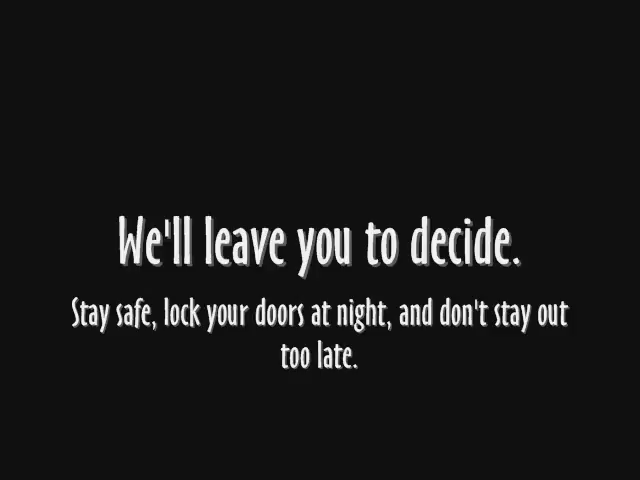 We'll leave you to decide.
Stay safe, lock your doors at night, and don't stay out
too late.